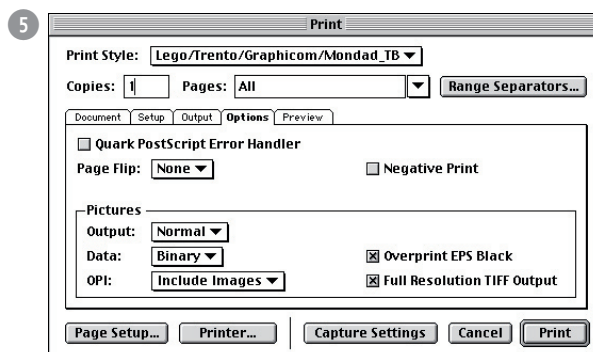 5
Print
Print Style: Lego/Trento/Graphicom/Mondad_TB
Copies: 1 Pages: All Range Separators...
Document Setup Output Options Preview
Quark PostScript Error Handler
Page Flip: None Negative Print
Pictures
Output: Normal
Data: Binary Overprint EPS Black
OPI: Include Images Full Resolution TIFF Output
Page Setup... Printer... Capture Settings Cancel Print